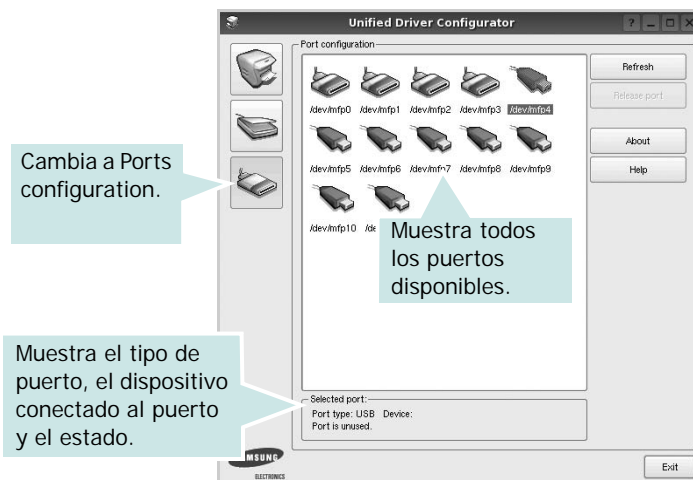 Unified Driver Configurator
Port configuration
/dev/mfp0 /dev/mfp1 /dev/mfp2 /dev/mfp3 /dev/mfp4
/dev/mfp5 /dev/mfp6 /dev/mfp7 /dev/mfp8 /dev/mfp9
/dev/mfp10
Refresh
Release port
About
Help
Cambia a Ports
configuration.
Muestra todos
los puertos
disponibles.
Muestra el tipo de
puerto, el dispositivo
conectado al puerto
y el estado.
Selected port:
Port type: USB Device:
Port is unused.
ELECTRONICS
Exit